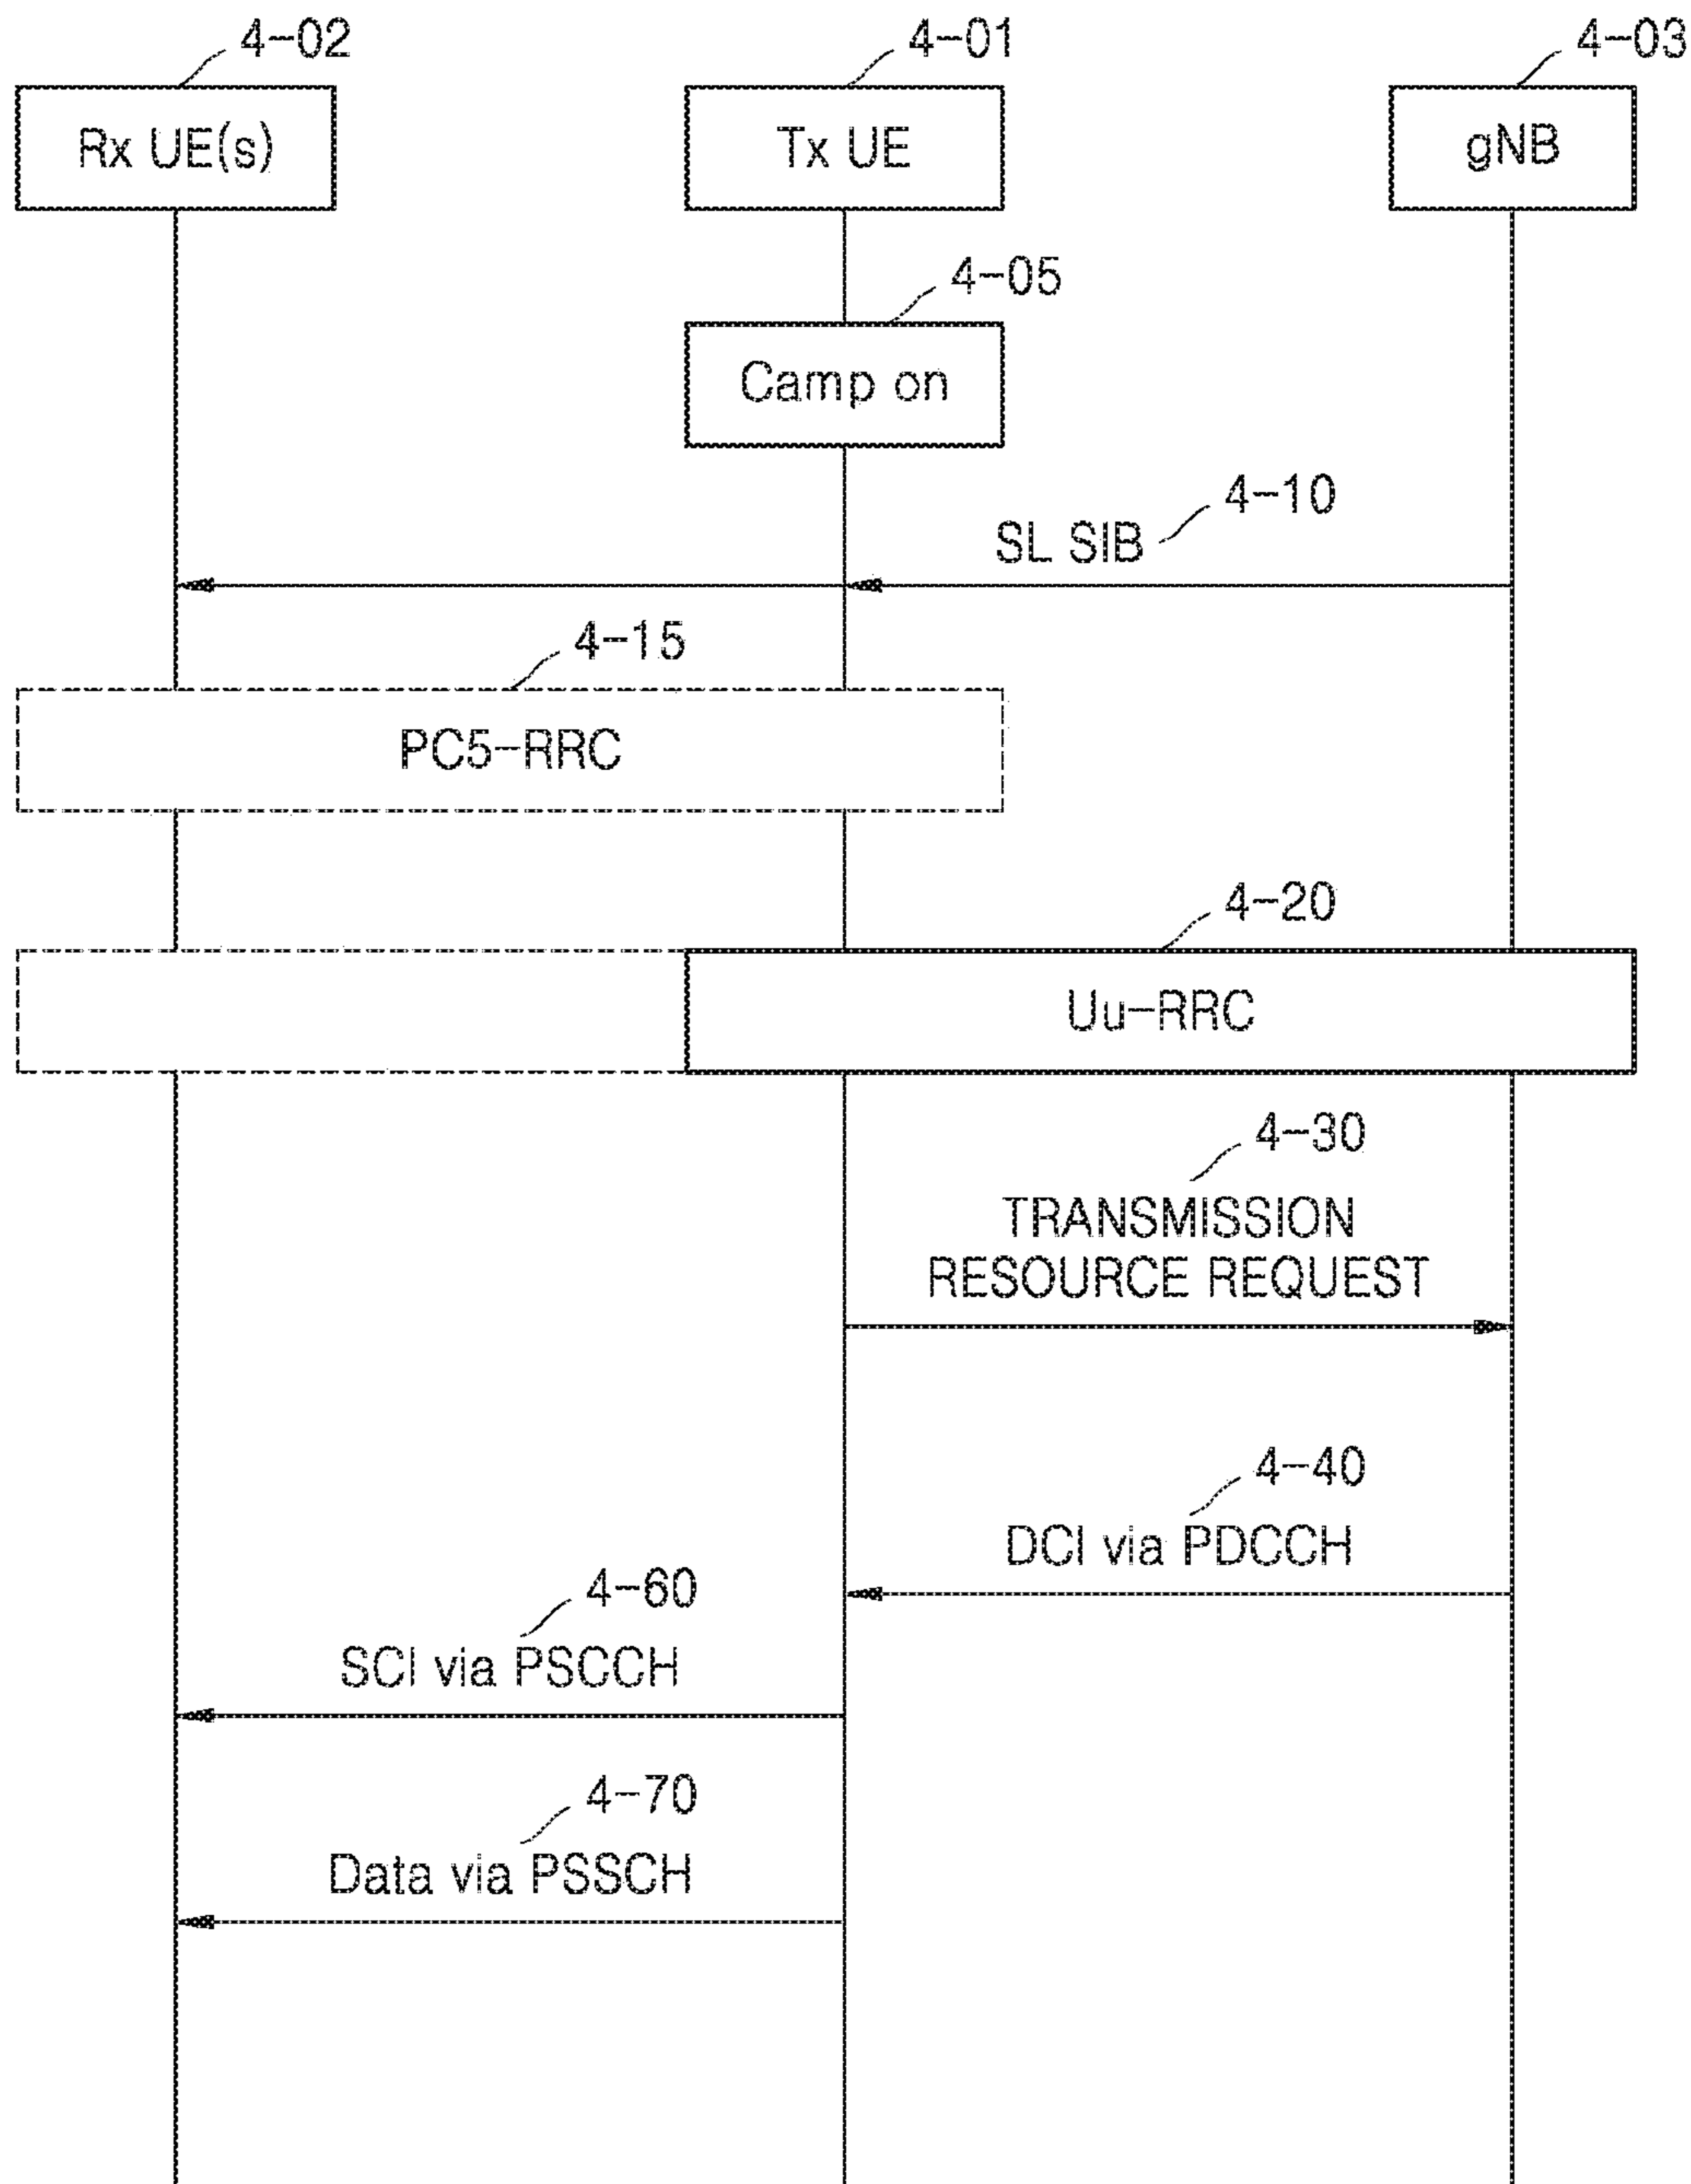 4-02
4-01
4-03
Rx UE(s)
Tx UE
gNB
4-05
Camp on
4-10
SL SIB
4-15
PC5-RRC
4-20
Uu-RRC
4-30
TRANSMISSION
RESOURCE REQUEST
4-40
DCI via PDCCH
4-60
SCI via PSCCH
4-70
Data via PSSCH